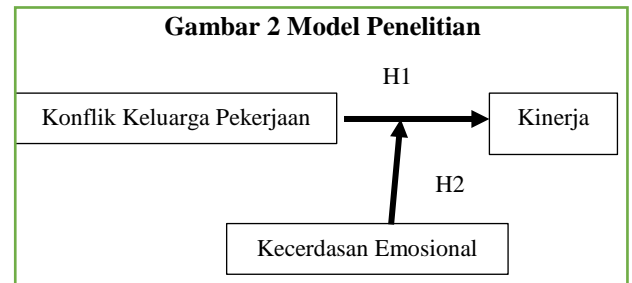 Gambar 2 Model Penelitian
H1
Konflik Keluarga Pekerjaan
Kinerja
H2
Kecerdasan Emosional